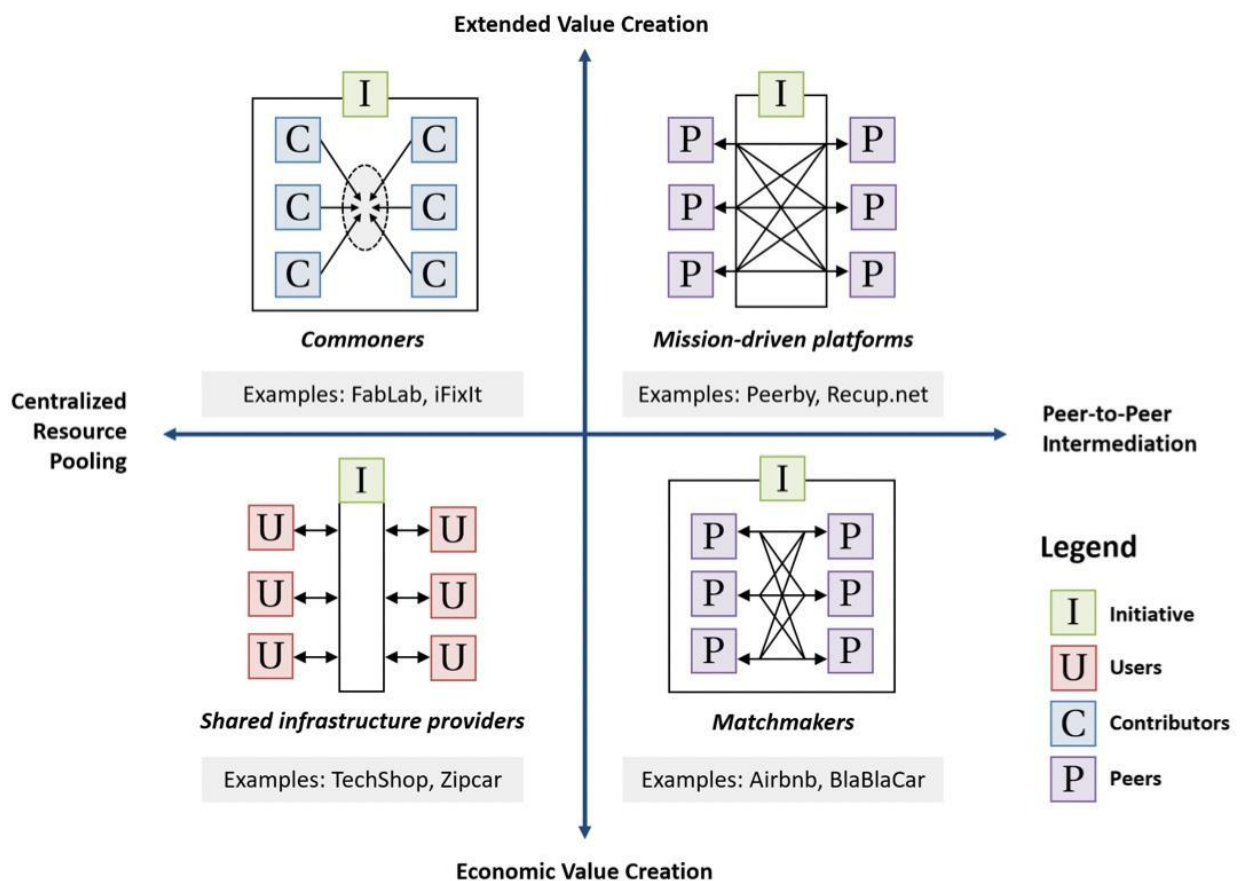 Extended Value Creation
I
C C
C C
C C
Commoners
Examples: FabLab, iFixIt
I
P P
P P
P P
Mission-driven platforms
Examples: Peerby, Recup.net
Centralized
Resource
Pooling
Peer-to-Peer
Intermediation
I
U U
U U
U U
Shared infrastructure providers
Examples: TechShop, Zipcar
I
P P
P P
P P
Matchmakers
Examples: Airbnb, BlaBlaCar
Legend
I Initiative
U Users
C Contributors
P Peers
Economic Value Creation